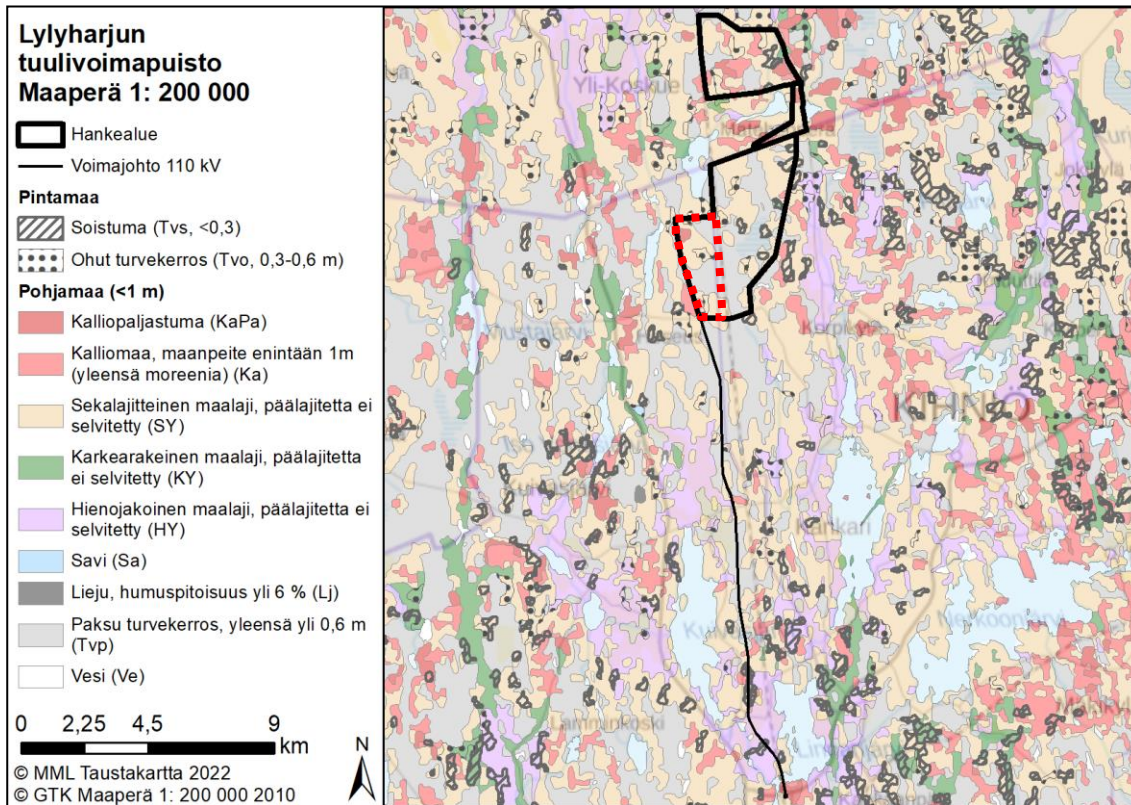 Lylyharjun
tuulivoimapuisto
Maaperä 1: 200 000
Hankealue
Voimajohto 110 kV
Pintamaa
Soistuma (Tvs, <0,3)
Ohut turvekerros (Tvo, 0,3-0,6 m)
Pohjamaa (<1 m)
Kalliopaljastuma (KaPa)
Kalliomaa, maanpeite enintään 1m
(yleensä moreenia) (Ka)
Sekalajitteinen maalaji, päälajitetta ei
selvitetty (SY)
Karkearakeinen maalaji, päälajitetta
ei selvitetty (KY)
Hienojakoinen maalaji, päälajitetta ei
selvitetty (HY)
Savi (Sa)
Lieju, humuspitoisuus yli 6 % (Lj)
Paksu turvekerros, yleensä yli 0,6 m
(Tvp)
Vesi (Ve)
0 2,25 4,5 9
km
N
© MML Taustakartta 2022
© GTK Maaperä 1: 200 000 2010
Yli-Koskue
KIHNIÖ
Kankari
Nerkoonjärvi
Lamminkoski